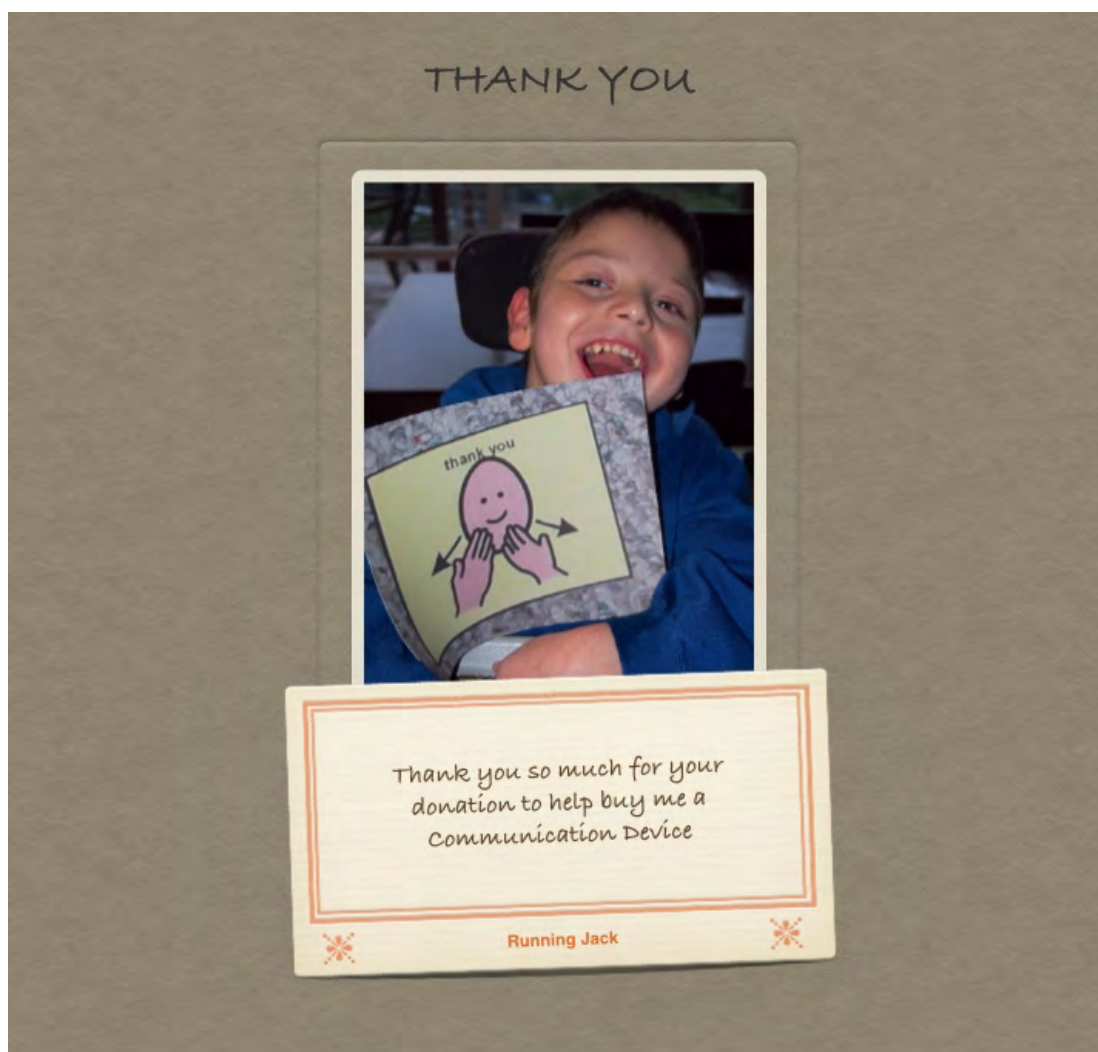 THANK YOU
thank you
Thank you so much for your
donation to help buy me a
Communication Device
Running Jack